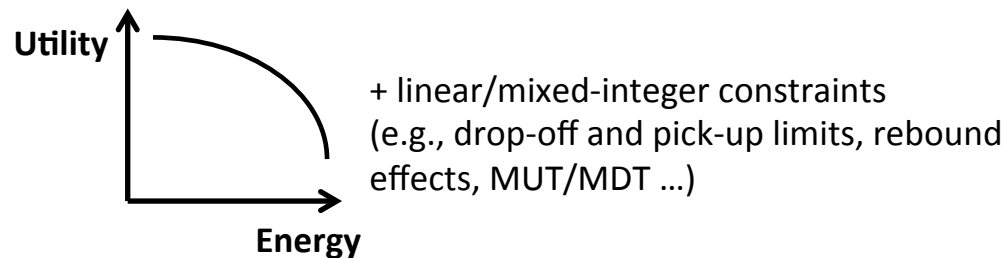 Utility
+ linear/mixed-integer constraints
(e.g., drop-off and pick-up limits, rebound
effects, MUT/MDT ...)
Energy